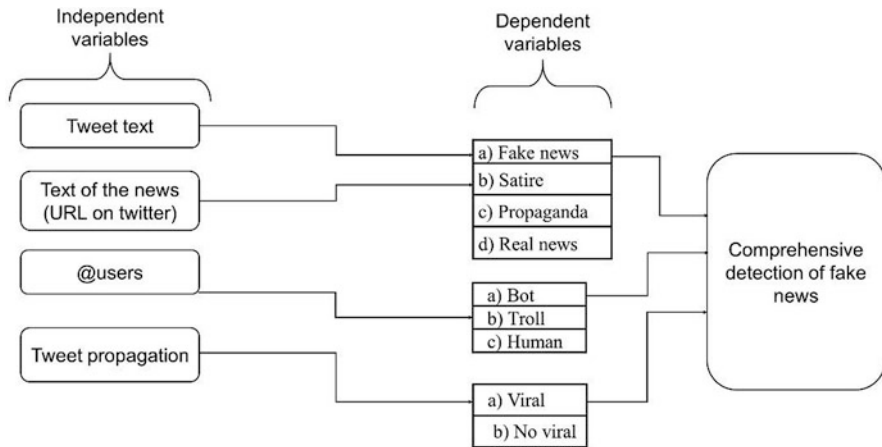 Independent
variables
Dependent
variables
Tweet text
Text of the news
(URL on twitter)
@users
Tweet propagation
a) Fake news
b) Satire
c) Propaganda
d) Real news
a) Bot
b) Troll
c) Human
a) Viral
b) No viral
Comprehensive
detection of fake
news